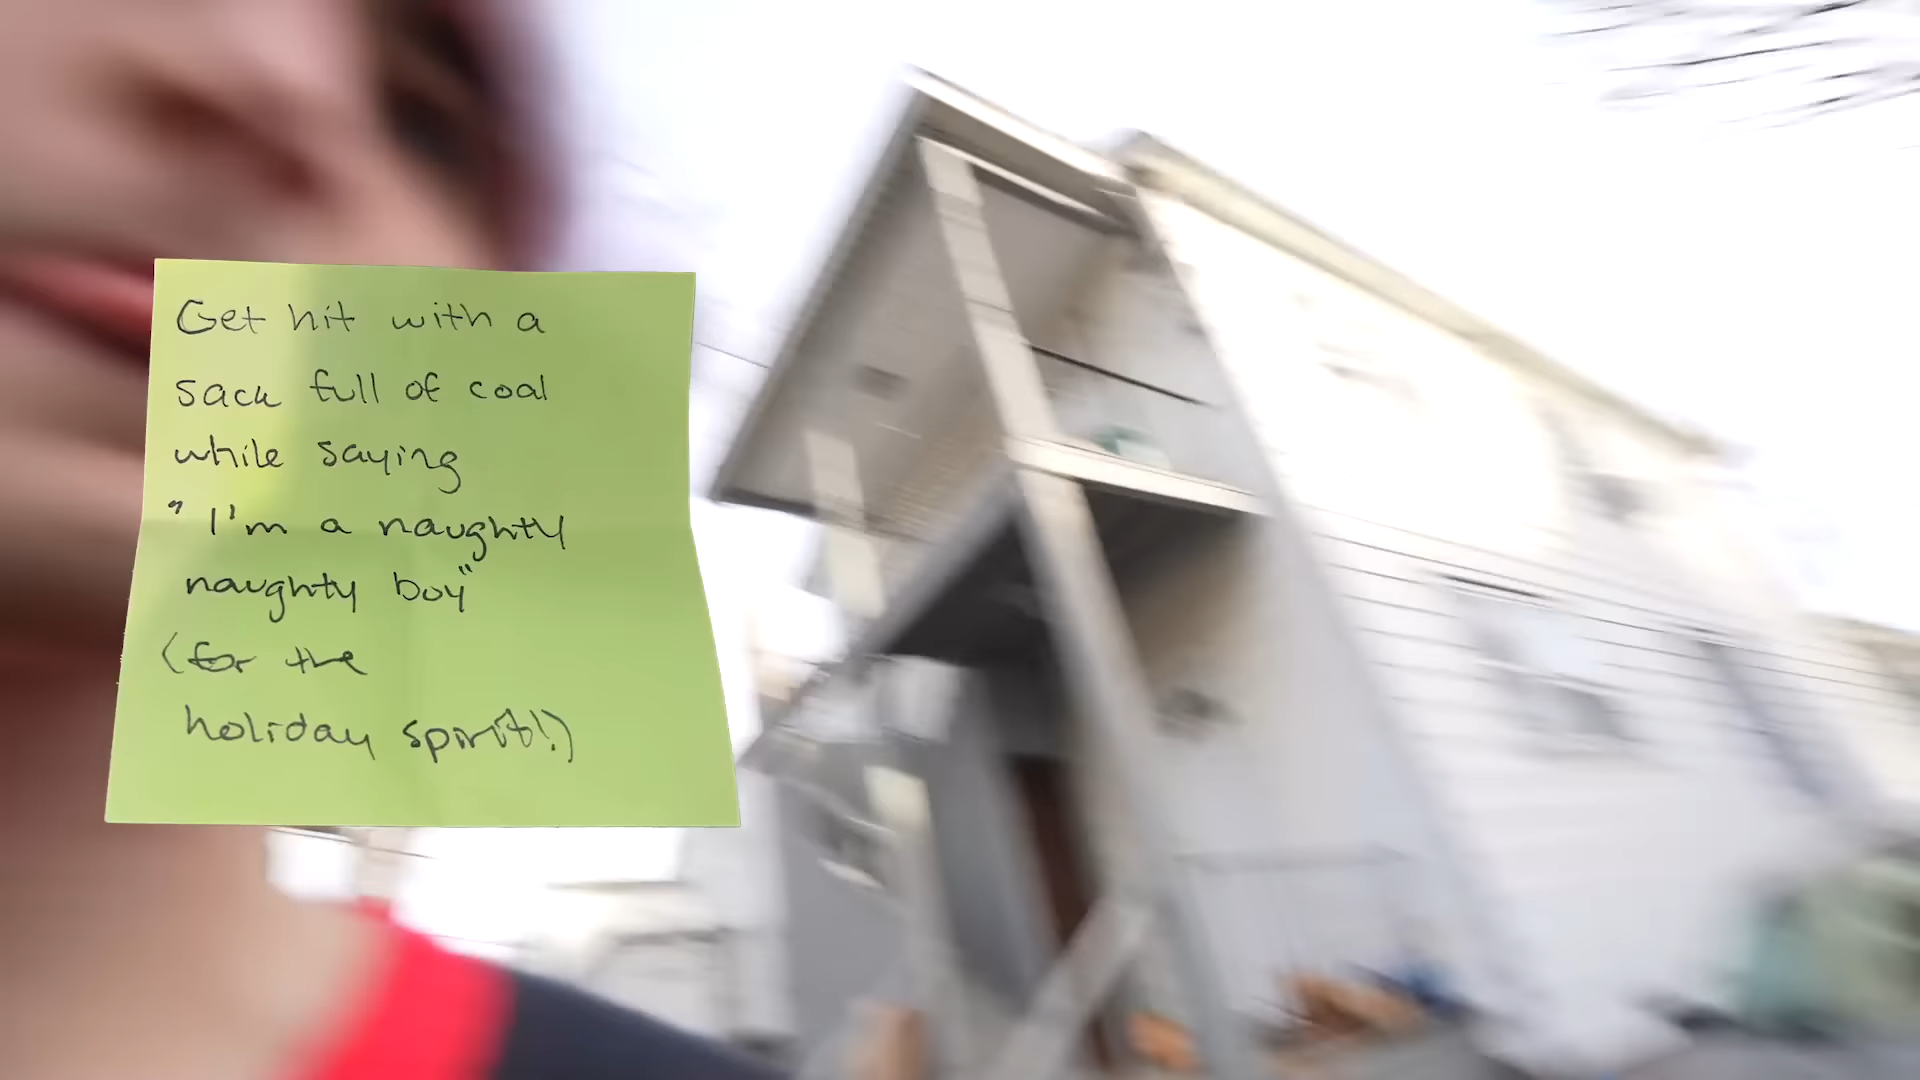 Get hit with a
sack full of coal
while saying
"I'm a naughty
naughty boy"
(for the
holiday spirit!)